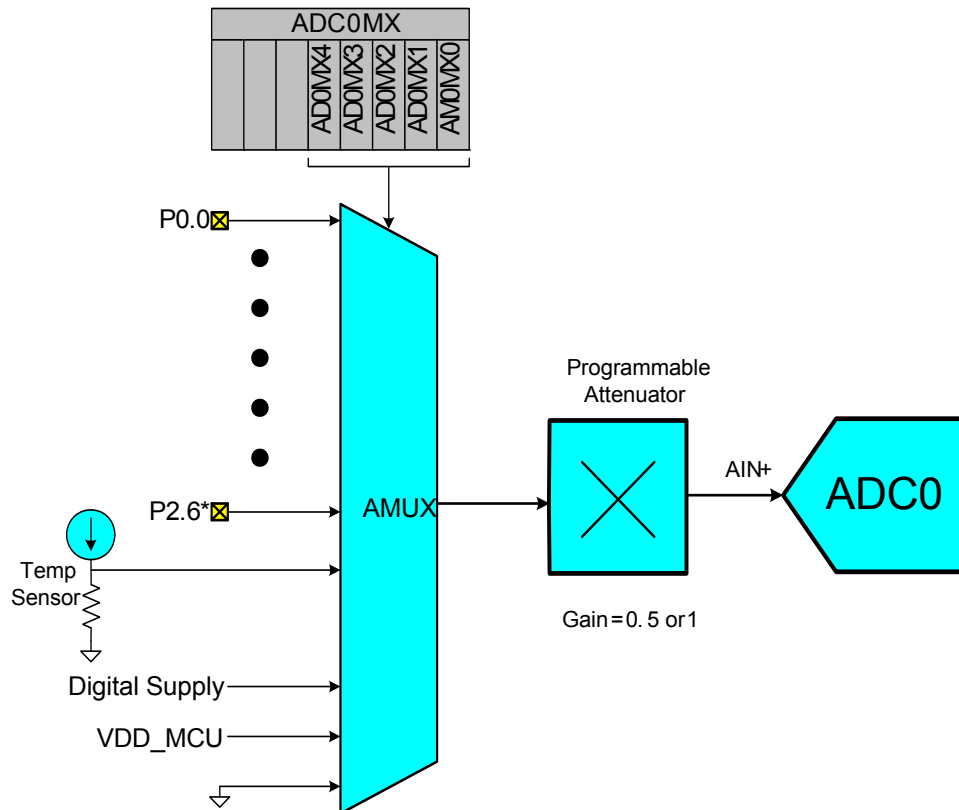 ADC0MX
AD0MX4
AD0MX3
AD0MX2
AD0MX1
AM0MX0
P0.0
Programmable
Attenuator
P2.6*
AMUX
AIN+
ADC0
Temp
Sensor
Gain=0. 5 or1
Digital Supply
VDD_MCU